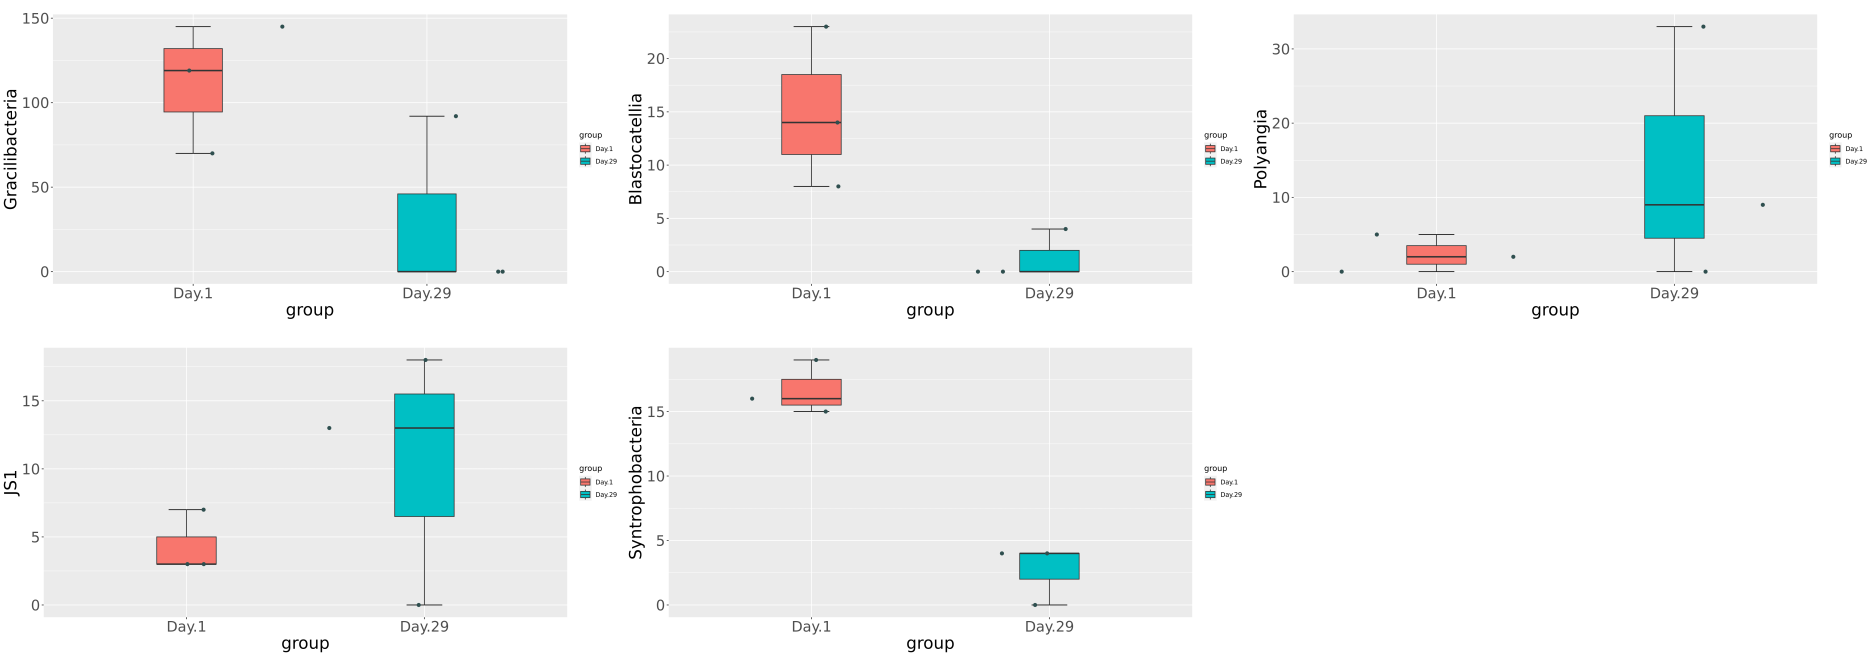 Gracilibacteria
150
100
50
0
Day.1
Day.29
group
group
Day.1
Day.29
Blastocatellia
20
15
10
5
0
Day.1
Day.29
group
group
Day.1
Day.29
Polyangia
30
20
10
0
Day.1
Day.29
group
group
Day.1
Day.29
JS1
15
10
5
0
Day.1
Day.29
group
group
Day.1
Day.29
Syntrophobacteria
15
10
5
0
Day.1
Day.29
group
group
Day.1
Day.29